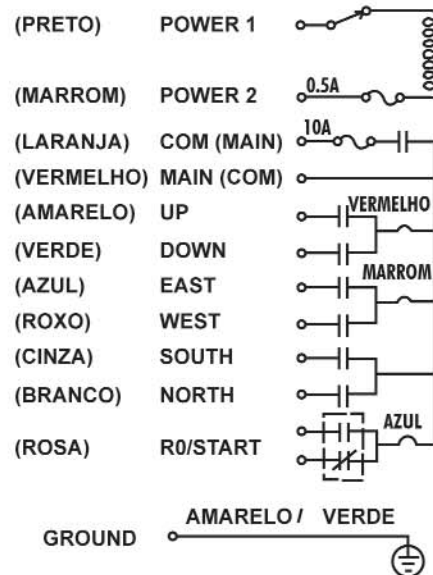 (PRETO) POWER 1
(MARROM) POWER 2 0.5A
(LARANJA) COM (MAIN) 10A
(VERMELHO) MAIN (COM)
(AMARELO) UP VERMELHO
(VERDE) DOWN
(AZUL) EAST MARROM
(ROXO) WEST
(CINZA) SOUTH
(BRANCO) NORTH
(ROSA) R0/START AZUL
GROUND AMARELO / VERDE